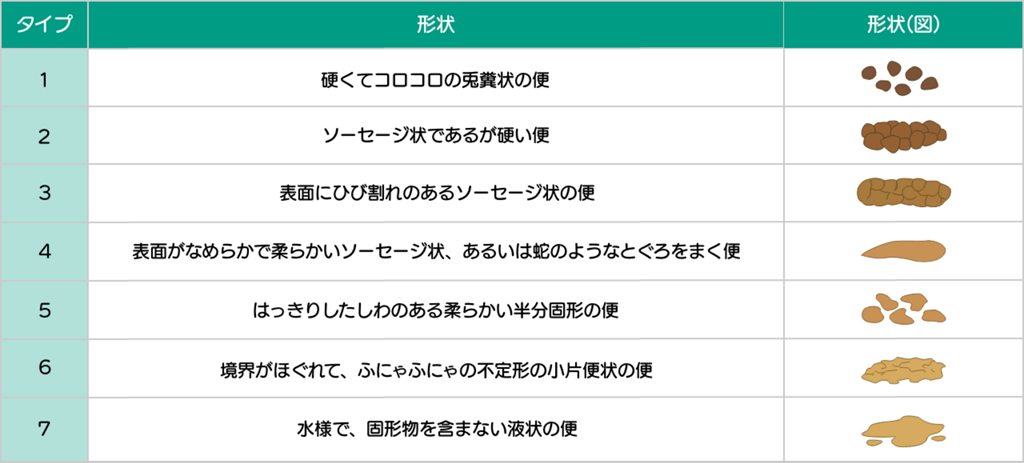 タイプ 形状 形状(図)
1 硬くてコロコロの兎糞状の便
2 ソーセージ状であるが硬い便
3 表面にひび割れのあるソーセージ状の便
4 表面がなめらかで柔らかいソーセージ状、あるいは蛇のようなとぐろをまく便
5 はっきりしたしわのある柔らかい半分固形の便
6 境界がほぐれて、ふにゃふにゃの不定形の小片便状の便
7 水様で、固形物を含まない液状の便